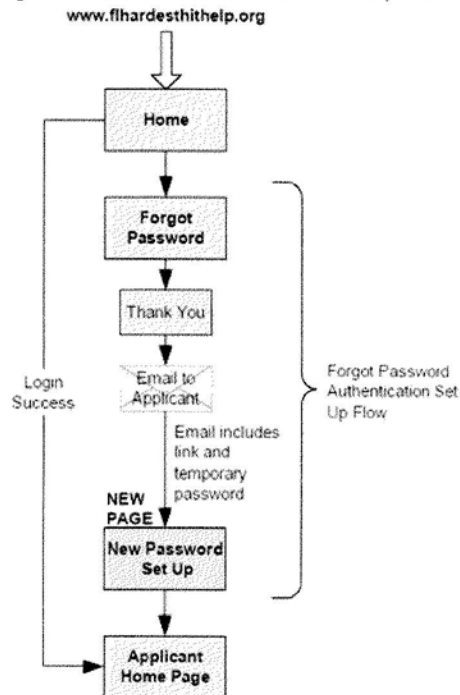 www.flhardesthithelp.org
Home
Forgot
Password
Thank You
Email to
Applicant
Login
Success
Email includes
link and
temporary
password
Forgot Password
Authentication Set
Up Flow
NEW
PAGE
New Password
Set Up
Applicant
Home Page